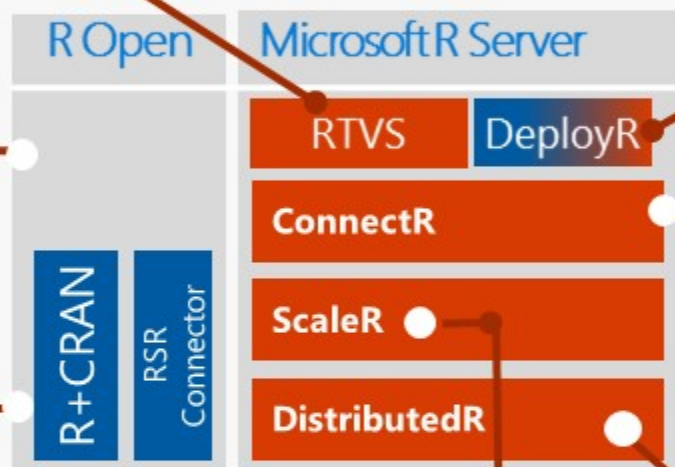 R Open
Microsoft R Server
RTVS
DeployR
ConnectR
ScaleR
DistributedR
R+CRAN
RSR
Connector